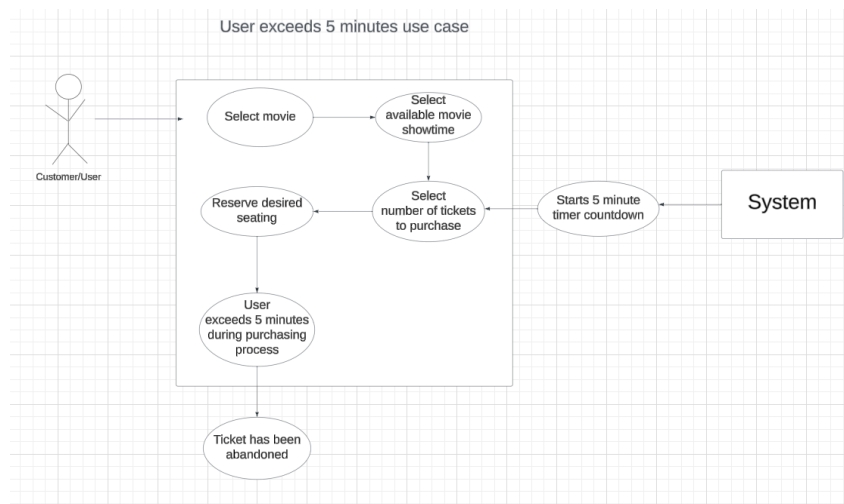 User exceeds 5 minutes use case
Select movie
Select
available movie
showtime
Customer/User
Reserve desired
seating
Select
number of tickets
to purchase
Starts 5 minute
timer countdown
System
User
exceeds 5 minutes
during purchasing
process
Ticket has been
abandoned